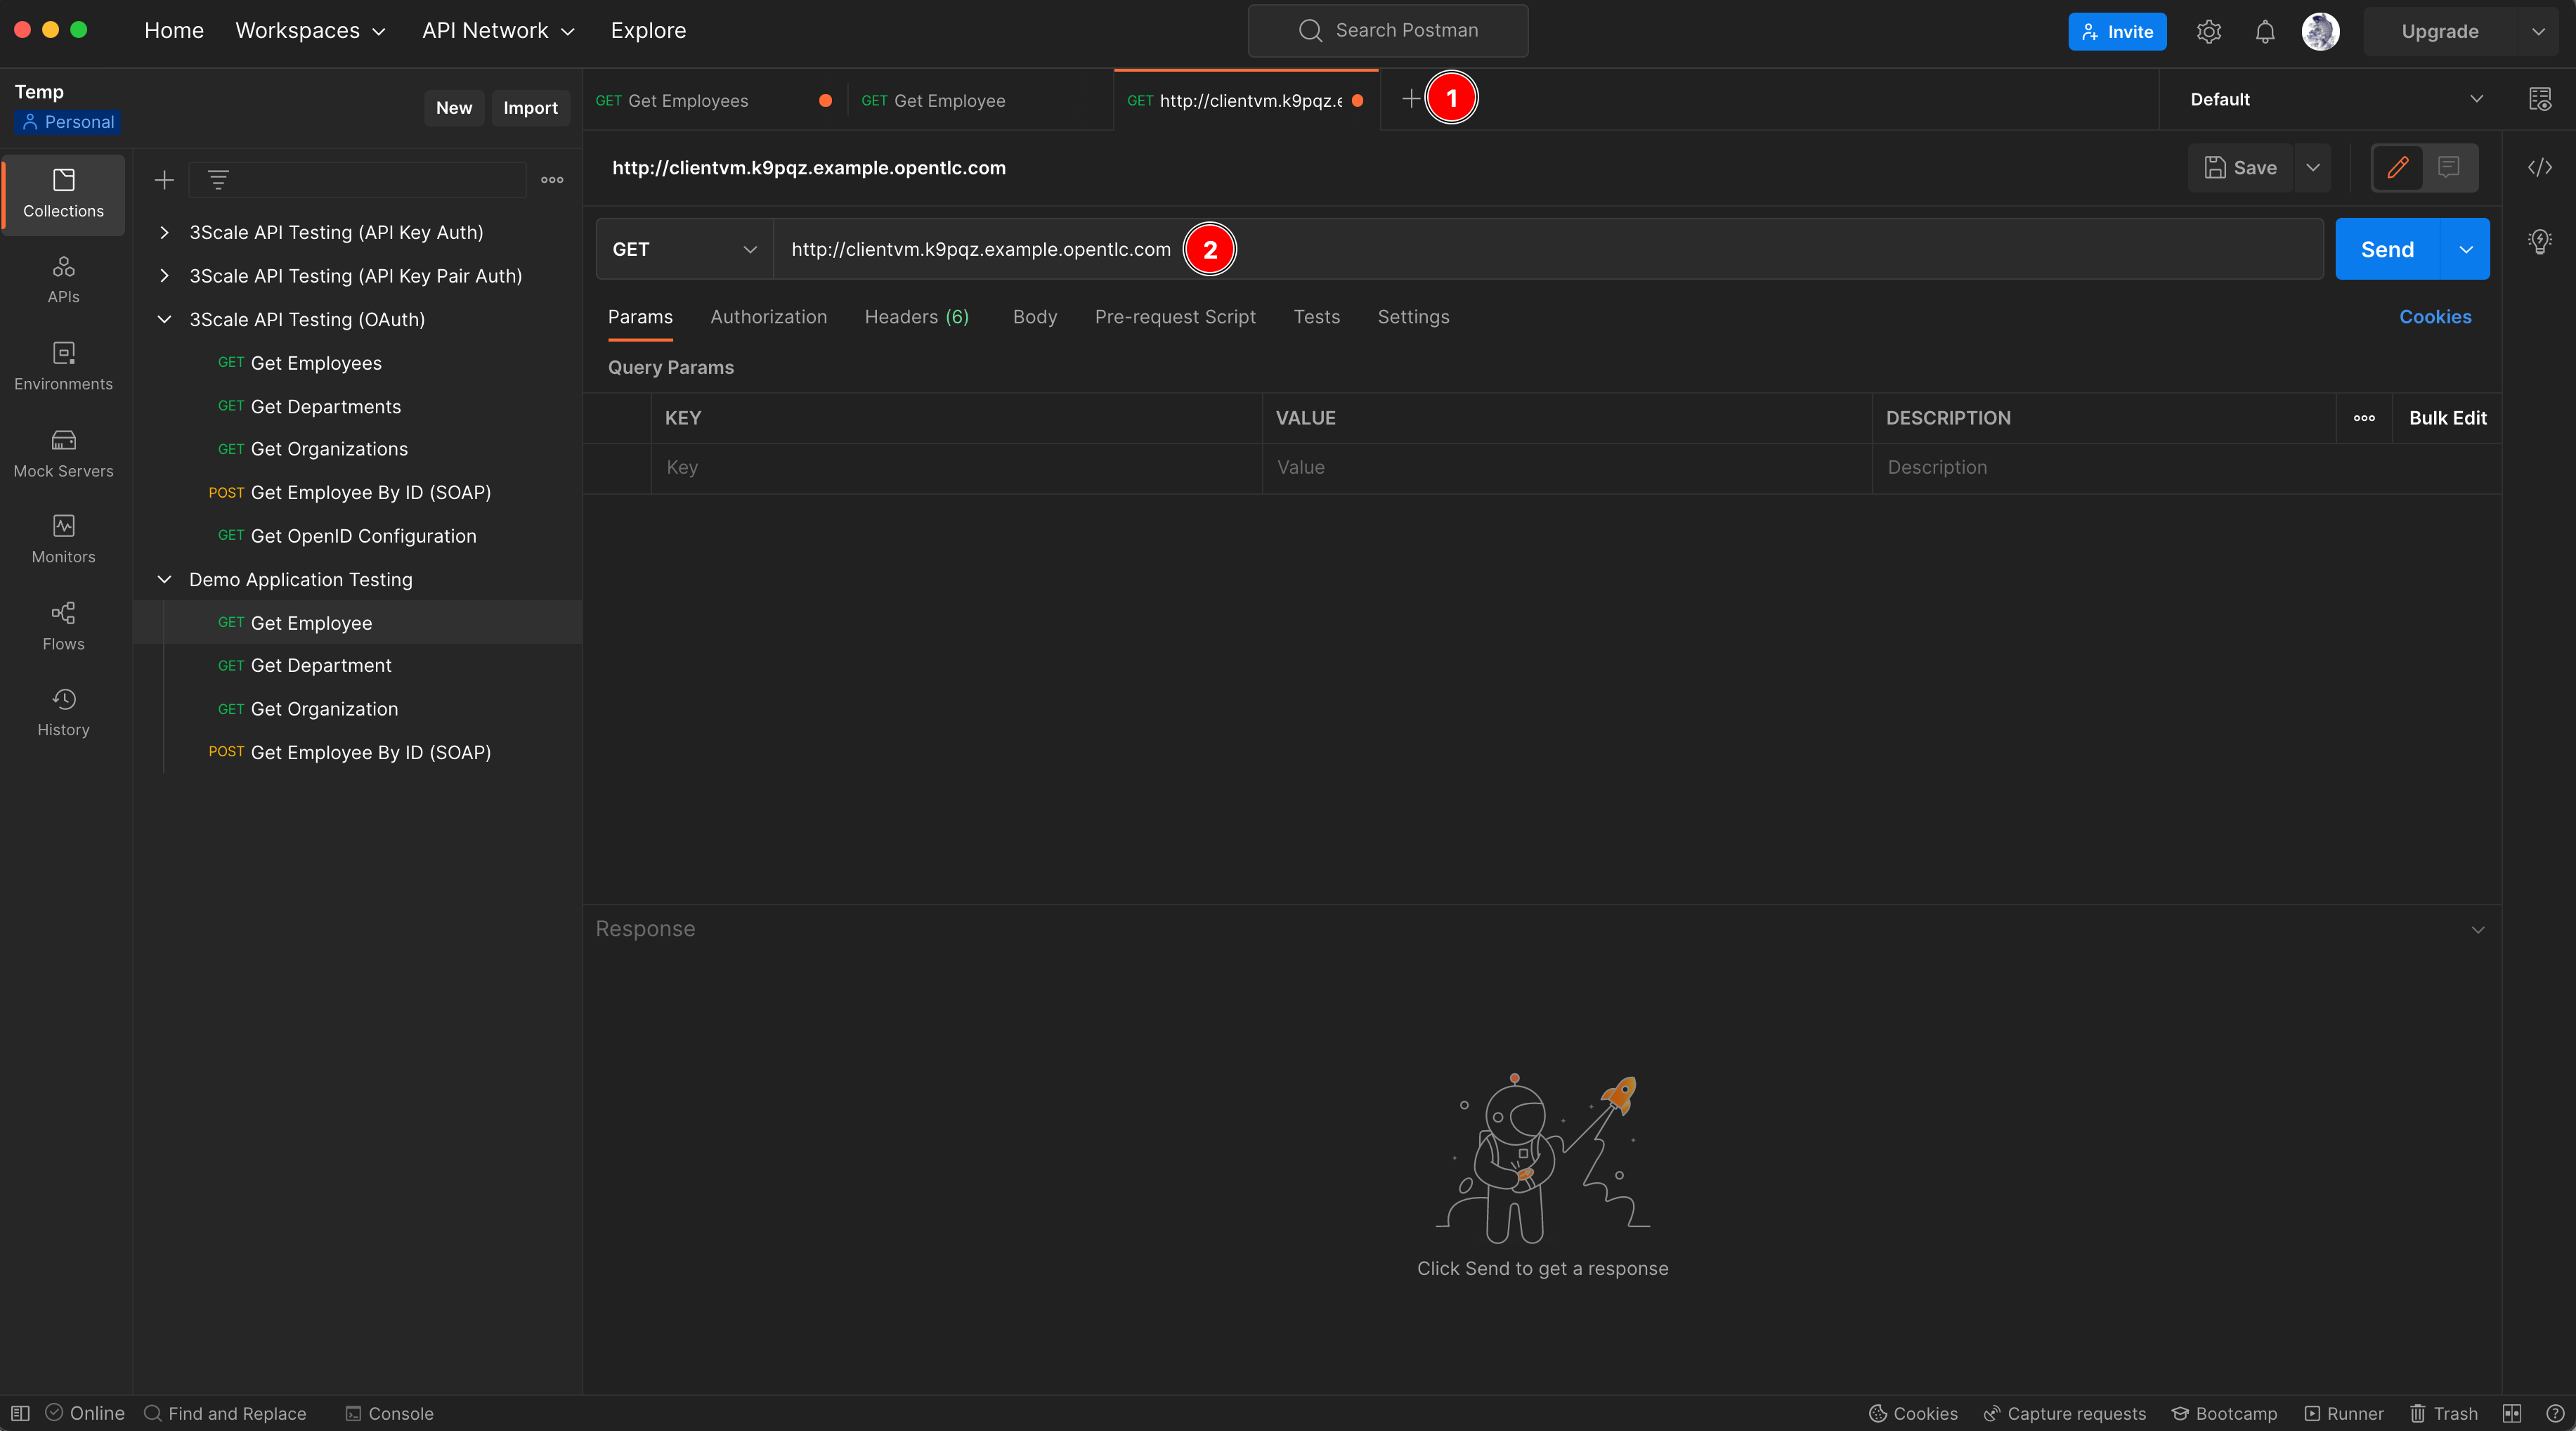 Home Workspaces API Network Explore Search Postman Invite Upgrade
Temp
Personal
New Import
GET Get Employees GET Get Employee GET http://clientvm.k9pqz.e 1 Default
http://clientvm.k9pqz.example.opentlc.com Save
GET http://clientvm.k9pqz.example.opentlc.com 2 Send
Params Authorization Headers (6) Body Pre-request Script Tests Settings Cookies
Query Params
KEY VALUE DESCRIPTION Bulk Edit
Key Value Description
Collections
APIs
Environments
Mock Servers
Monitors
Flows
History
3Scale API Testing (API Key Auth)
3Scale API Testing (API Key Pair Auth)
3Scale API Testing (OAuth)
GET Get Employees
GET Get Departments
GET Get Organizations
POST Get Employee By ID (SOAP)
GET Get OpenID Configuration
Demo Application Testing
GET Get Employee
GET Get Department
GET Get Organization
POST Get Employee By ID (SOAP)
Response
Click Send to get a response
Online Find and Replace Console Cookies Capture requests Bootcamp Runner Trash